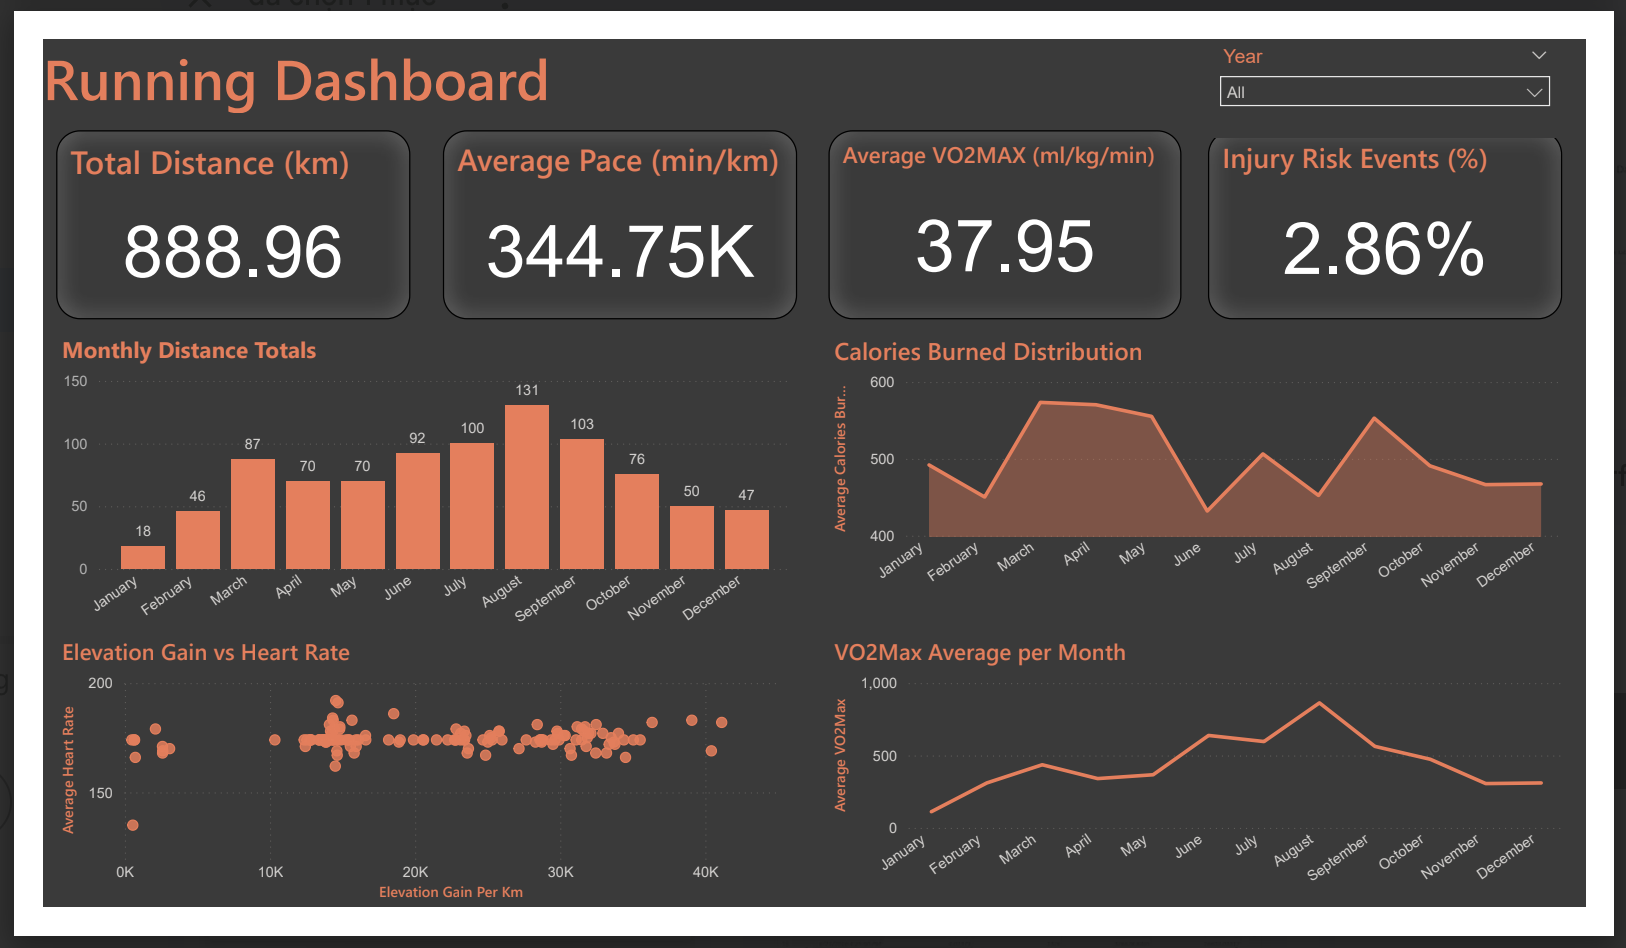 Running Dashboard
Year
All
Total Distance (km)
888.96
Average Pace (min/km)
344.75K
Average VO2MAX (ml/kg/min)
37.95
Injury Risk Events (%)
2.86%
Monthly Distance Totals
150
100
50
0
18
46
87
70
70
92
100
131
103
76
50
47
January
February
March
April
May
June
July
August
September
October
November
December
Calories Burned Distribution
Average Calories Bur...
600
500
400
January
February
March
April
May
June
July
August
September
October
November
December
Elevation Gain vs Heart Rate
Average Heart Rate
200
150
0K
10K
20K
30K
40K
Elevation Gain Per Km
VO2Max Average per Month
Average VO2Max
1,000
500
0
January
February
March
April
May
June
July
August
September
October
November
December